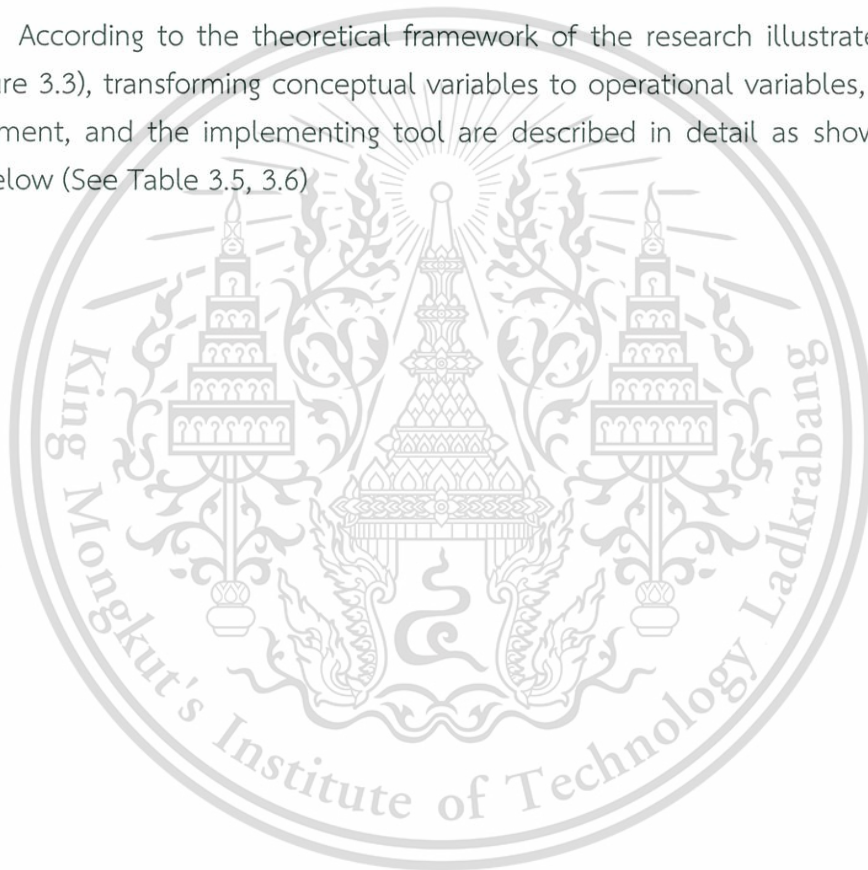 According to the theoretical framework of the research illustrate
ure 3.3), transforming conceptual variables to operational variables,
ment, and the implementing tool are described in detail as show
elow (See Table 3.5, 3.6)
King Mongkut's Institute of Technology Ladkrabang